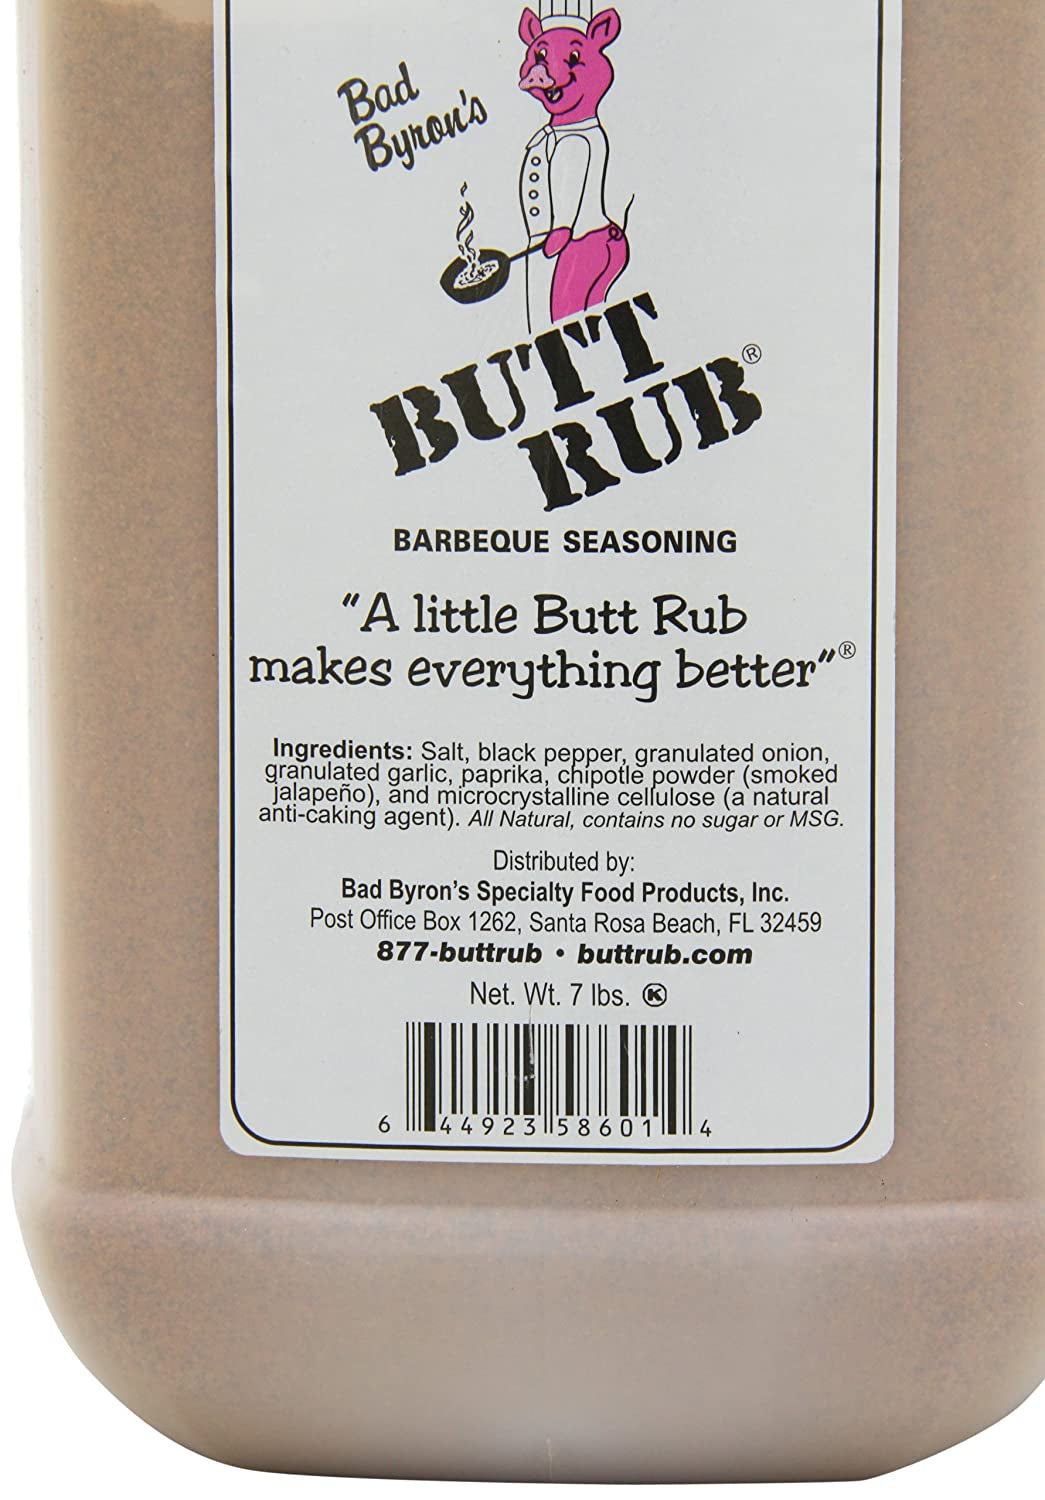 Bad
Byron's
BUTT
RUB®
BARBEQUE SEASONING
"A little Butt Rub
makes everything better"®
Ingredients: Salt, black pepper, granulated onion,
granulated garlic, paprika, chipotle powder (smoked
jalapeño), and microcrystalline cellulose (a natural
anti-caking agent). All Natural, contains no sugar or MSG.
Distributed by:
Bad Byron's Specialty Food Products, Inc.
Post Office Box 1262, Santa Rosa Beach, FL 32459
877-buttrub • buttrub.com
Net. Wt. 7 lbs. K
6 44923 58601 4